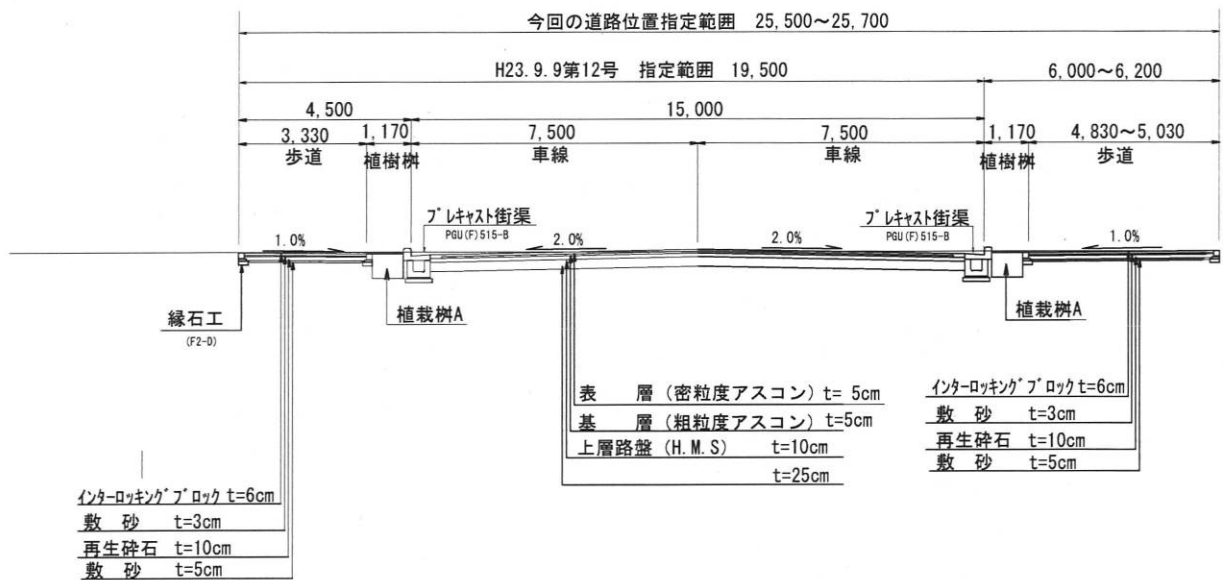 今回の道路位置指定範囲 25,500～25,700
H23.9.9第12号 指定範囲 19,500
6,000～6,200
4,500
15,000
3,330
1,170
7,500
7,500
1,170
4,830～5,030
歩道
植樹桝
車線
車線
植樹桝
歩道
プレキャスト街渠
PGU(F)515-B
プレキャスト街渠
PGU(F)515-B
1.0%
2.0%
2.0%
1.0%
縁石工
(F2-D)
植栽桝A
植栽桝A
表 層 (密粒度アスコン) t= 5cm
基 層 (粗粒度アスコン) t=5cm
上層路盤 (H.M.S) t=10cm
t=25cm
インターロッキングブロック t=6cm
敷 砂 t=3cm
再生砕石 t=10cm
敷 砂 t=5cm
インターロッキングブロック t=6cm
敷 砂 t=3cm
再生砕石 t=10cm
敷 砂 t=5cm